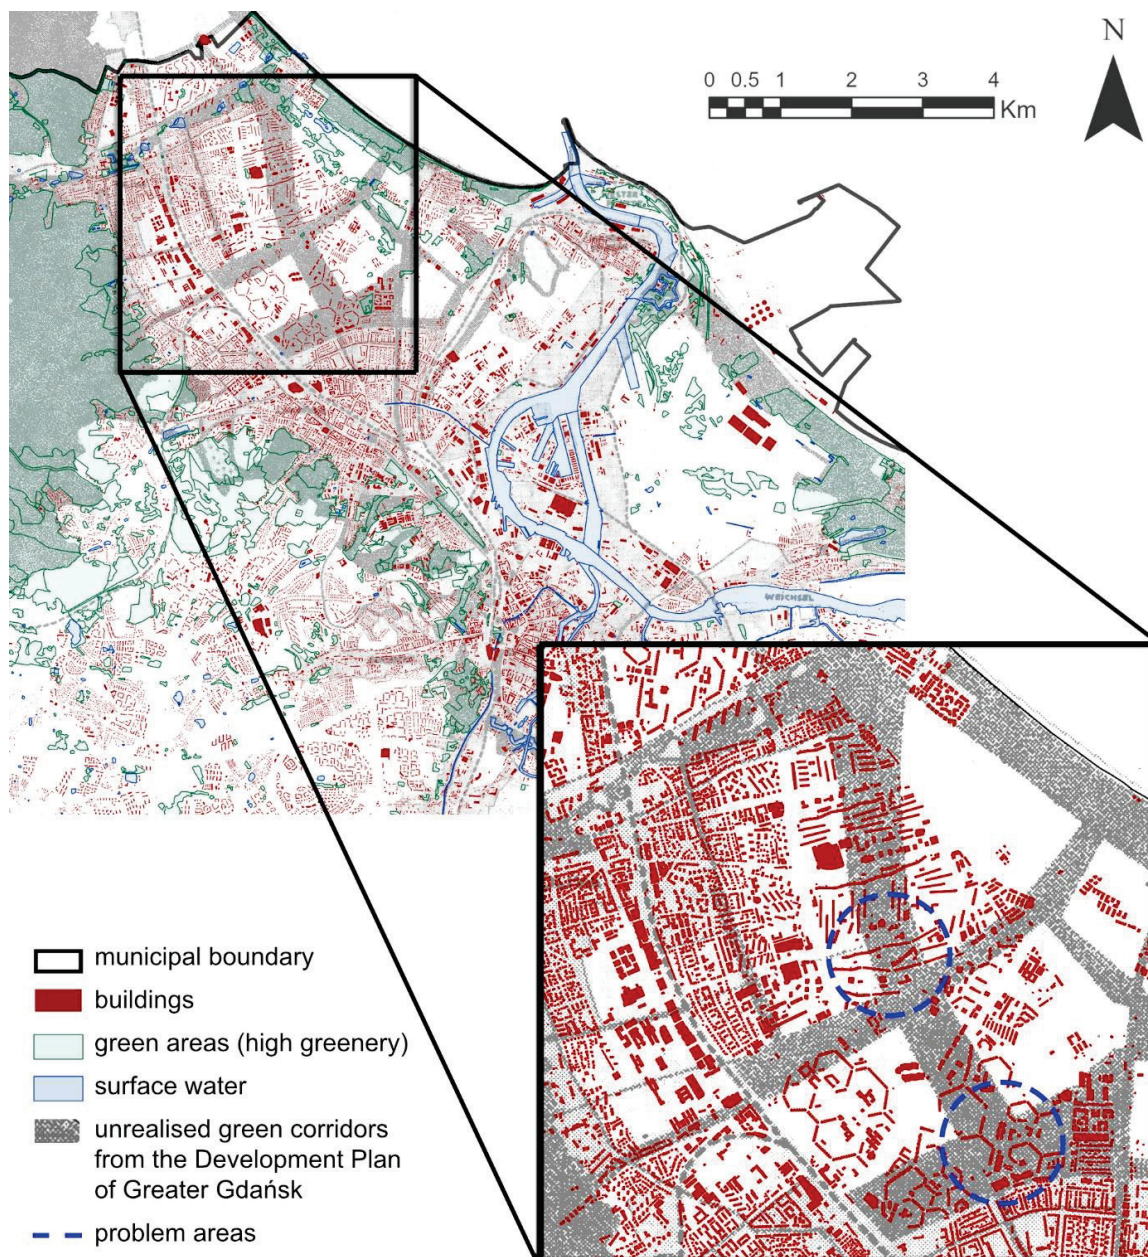 N
0 0.5 1 2 3 4
Km
WEICHSEL
municipal boundary
buildings
green areas (high greenery)
surface water
unrealised green corridors
from the Development Plan
of Greater Gdańsk
problem areas